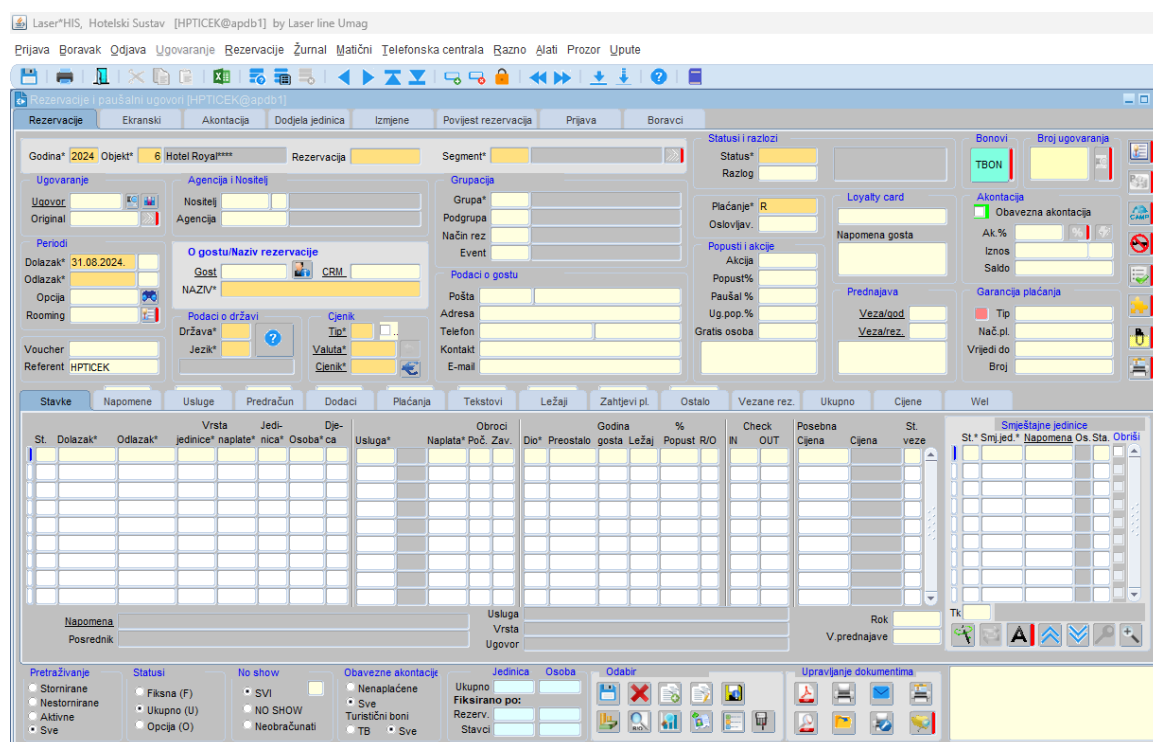 Laser*HIS, Hotelski Sustav [HPTICEK@apdb1] by Laser line Umag
Prijava Boravak Odjava Ugovaranje Rezervacije Žurnal Matični Telefonska centrala Razno Alati Prozor Upute
Rezervacije i paušalni ugovori [HPTICEK@apdb1]
Rezervacije Ekranski Akontacija Dodjela jedinica Izmjene Povijest rezervacija Prijava Boravci
Godina* 2024 Objekt* 6 Hotel Royal**** Rezervacija Segment*
Statusi i razlozi
Status*
Razlog
Bonovi
TBON
Broj ugovaranja
Ugovaranje
Ugovor
Original
Agencija i Nositelj
Nositelj
Agencija
Grupacija
Grupa*
Podgrupa
Način rez
Event
Plaćanje* R
Oslovljav.
Loyalty card
Napomena gosta
Akontacija
Obavezna akontacija
Ak.% %
Iznos
Saldo
Periodi
Dolazak* 31.08.2024.
Odlazak*
Opcija
Rooming
O gostu/Naziv rezervacije
Gost CRM
NAZIV*
Podaci o gostu
Pošta
Adresa
Telefon
Kontakt
E-mail
Popusti i akcije
Akcija
Popust%
Paušal %
Ug.pop.%
Gratis osoba
Prednajava
Veza/god
Veza/rez.
Garancija plaćanja
Tip
Nač.pl.
Vrijedi do
Broj
Podaci o državi
Država*
Jezik*
Cjenik
Tip* ..
Valuta*
Cjenik*
Voucher
Referent HPTICEK
CAMP
Stavke Napomene Usluge Predračun Dodaci Plaćanja Tekstovi Ležaji Zahtjevi pl. Ostalo Vezane rez. Ukupno Cijene Wel
Vrsta Jedi- Dje- Obroci Godina % Check Posebna St.
St. Dolazak* Odlazak* jedinice* naplate* nica* Osoba* ca Usluga* Naplata* Poč. Zav. Dio* Preostalo gosta Ležaj Popust R/O IN OUT Cijena Cijena veze
Smještajne jedinice
St.* Smj.jed.* Napomena Os. Sta. Obriši
Napomena
Posrednik
Usluga
Vrsta
Ugovor
Rok
V.prednajave
Tk
A
Pretraživanje
Stornirane
Nestornirane
Aktivne
Sve
Statusi
Fiksna (F)
Ukupno (U)
Opcija (O)
No show
SVI
NO SHOW
Neobračunati
Obavezne akontacije
Nenaplaćene
Sve
Turistični boni
TB Sve
Jedinica Osoba
Ukupno
Fiksirano po:
Rezerv.
Stavci
Odabir
Upravljanje dokumentima